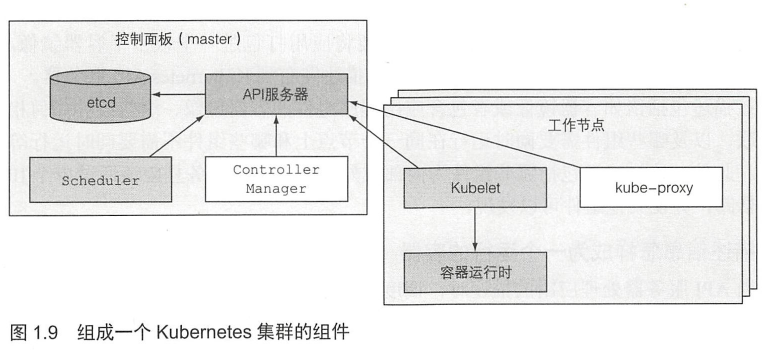 控制面板（master）
etcd
API服务器
Scheduler
Controller
Manager
工作节点
Kubelet
kube-proxy
容器运行时
图 1.9 组成一个 Kubernetes 集群的组件